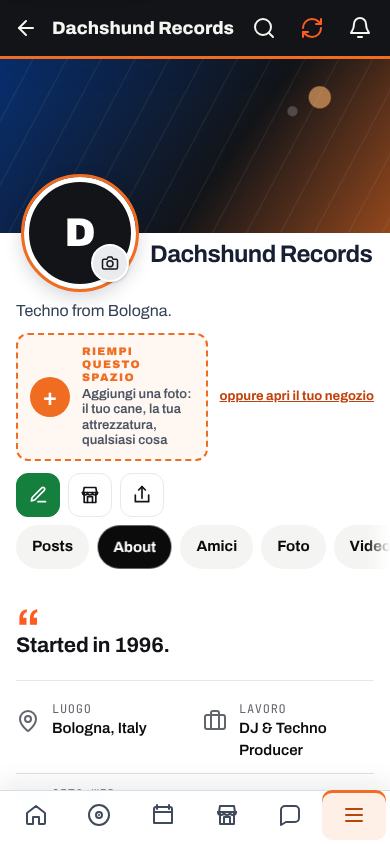 Dachshund Records
D
Dachshund Records
Techno from Bologna.
RIEMPI
QUESTO
SPAZIO
Aggiungi una foto:
il tuo cane, la tua
attrezzatura,
qualsiasi cosa
oppure apri il tuo negozio
Posts
About
Amici
Foto
Video
Started in 1996.
LUOGO
Bologna, Italy
LAVORO
DJ & Techno
Producer